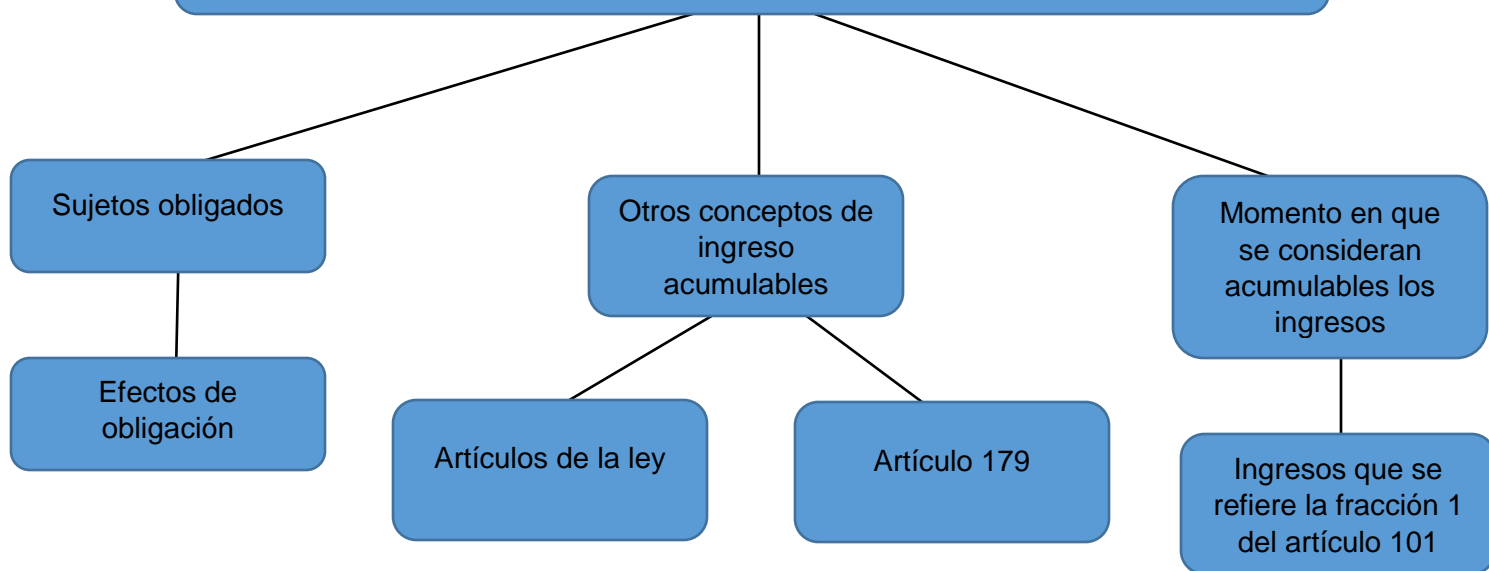 Sujetos obligados
Otros conceptos de
ingreso
acumulables
Momento en que
se consideran
acumulables los
ingresos
Efectos de
obligación
Artículos de la ley
Artículo 179
Ingresos que se
refiere la fracción 1
del artículo 101